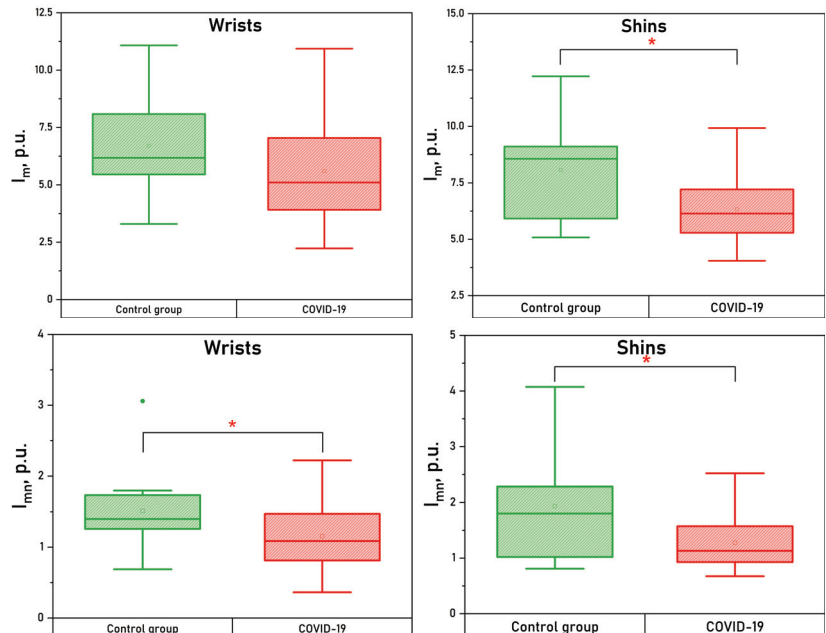 Wrists
12.5
10.0
7.5
5.0
2.5
0
Im, p.u.
Control group
COVID-19
Shins
*
15.0
12.5
10.0
7.5
5.0
2.5
Im, p.u.
Control group
COVID-19
Wrists
*
4
3
2
1
0
Imn, p.u.
Control group
COVID-19
Shins
*
5
4
3
2
1
0
Imn, p.u.
Control group
COVID-19